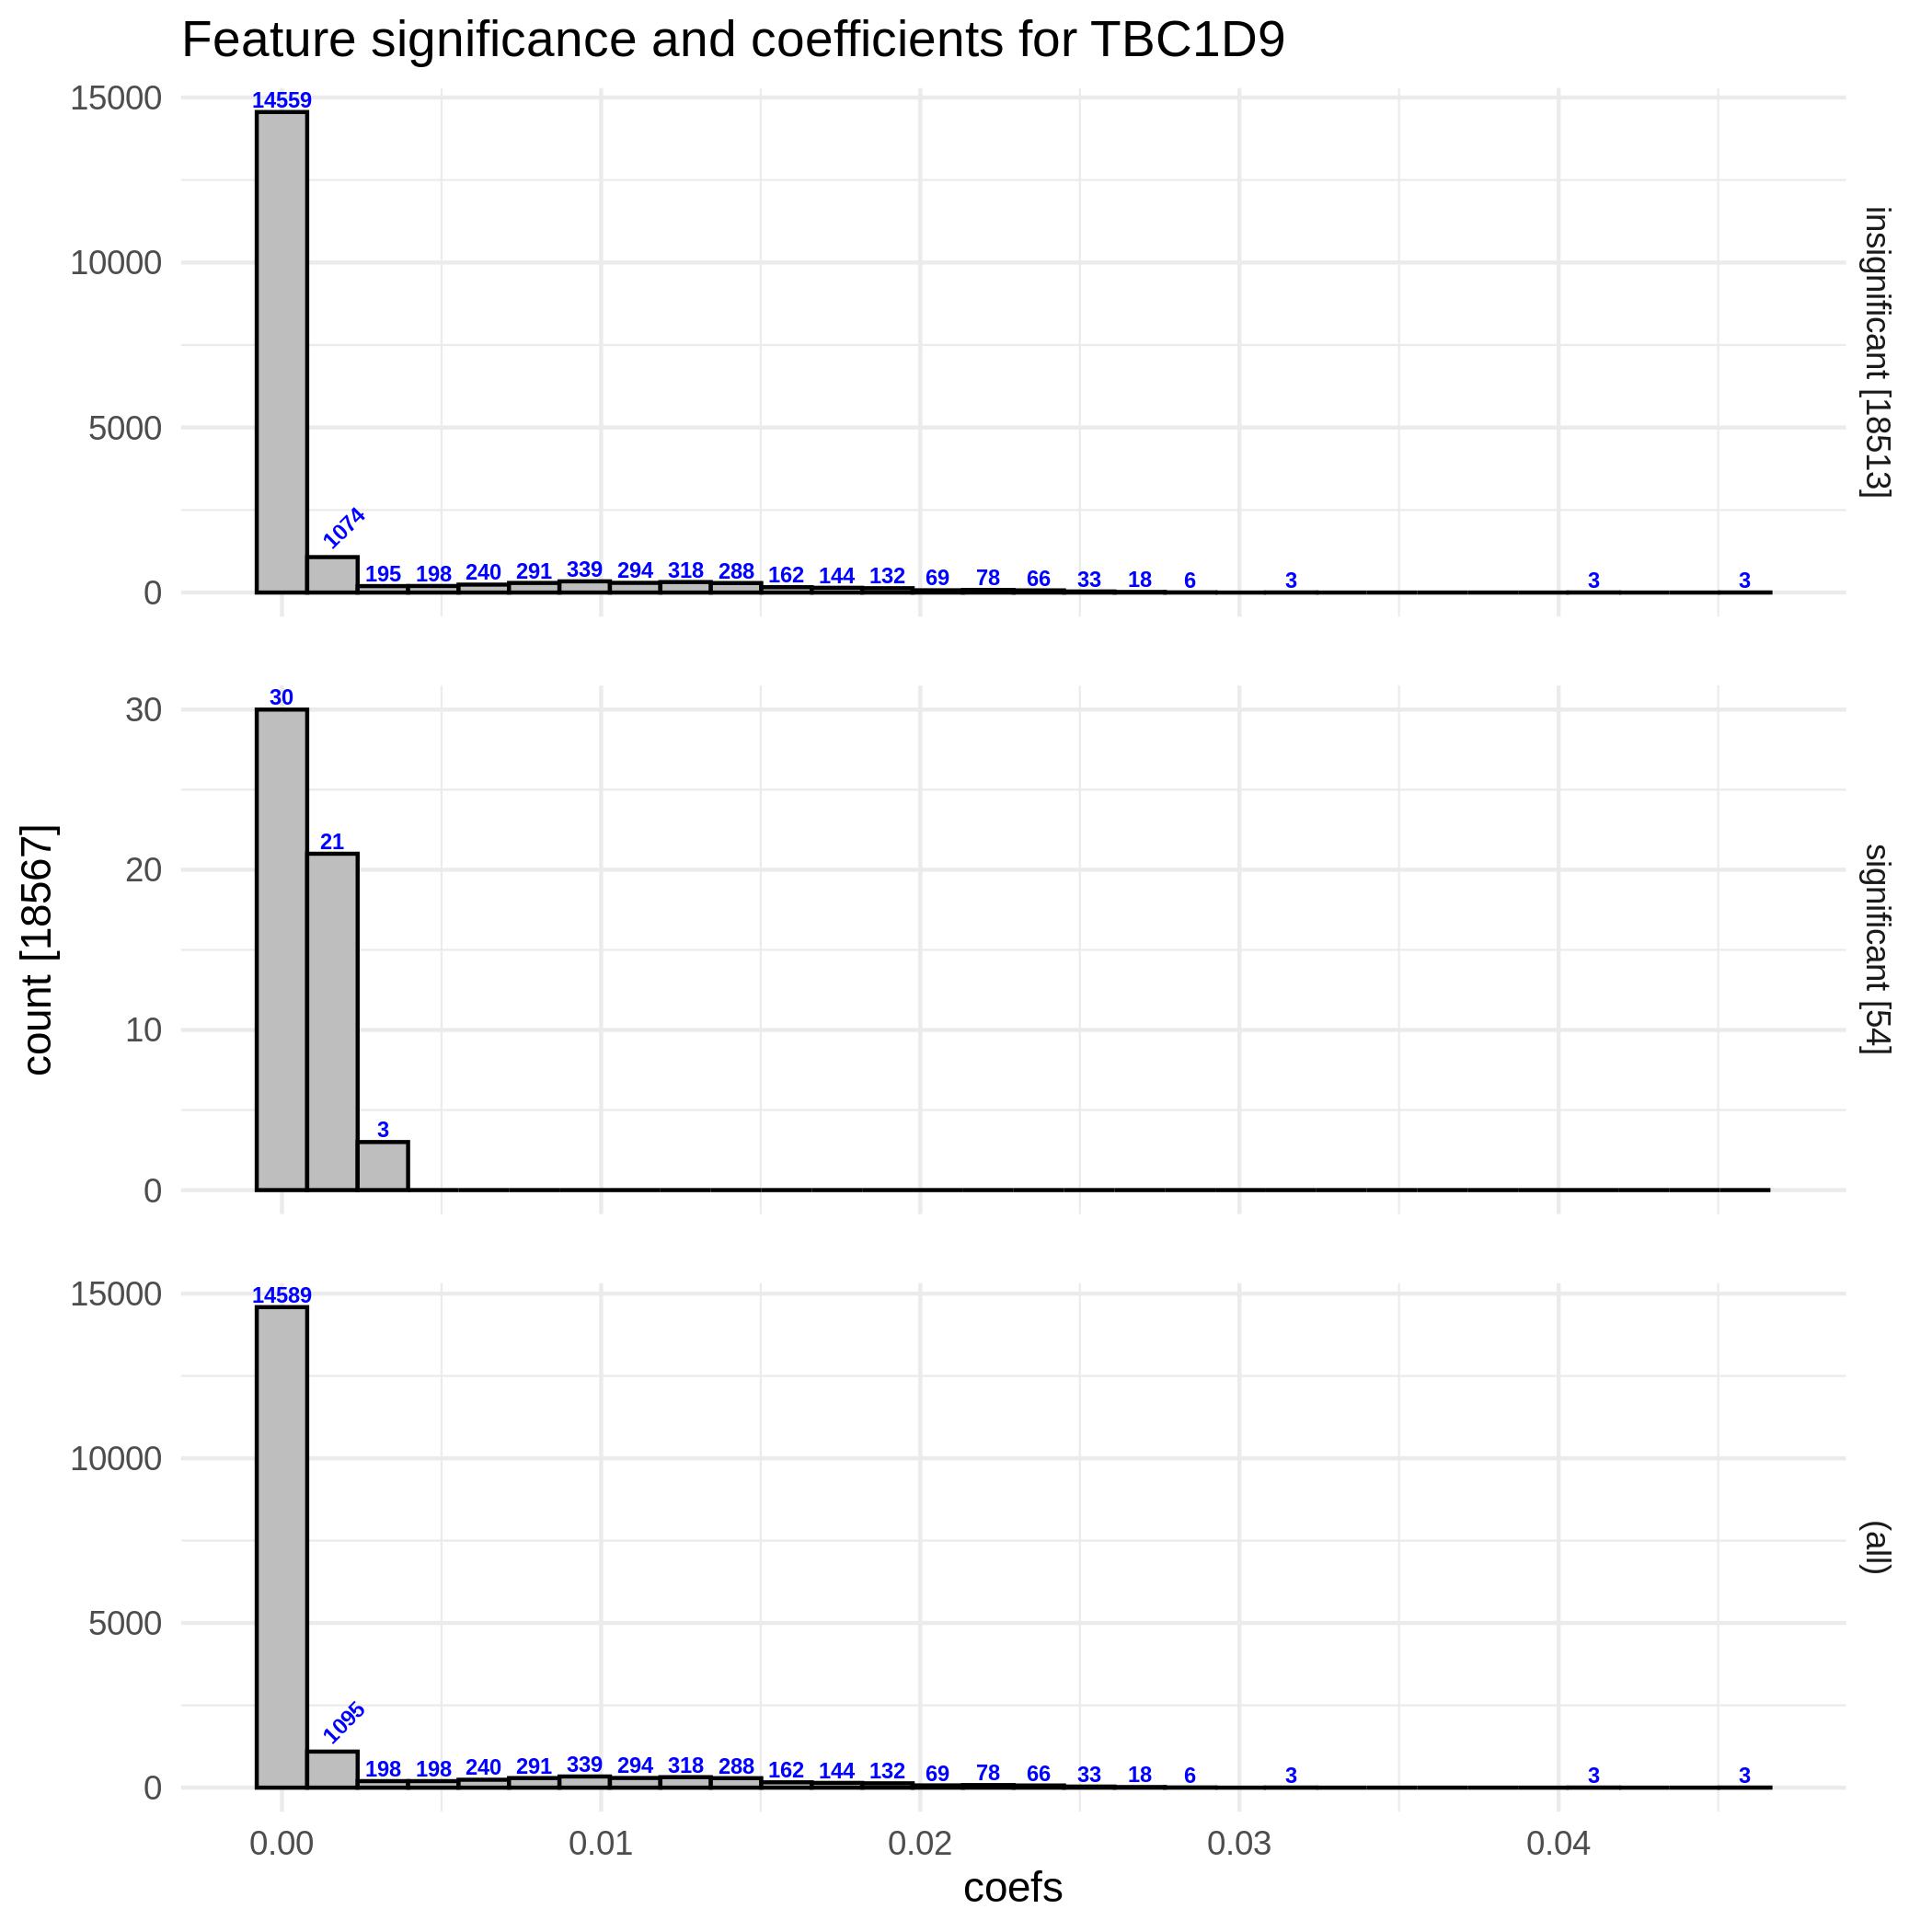 Feature significance and coefficients for TBC1D9
15000
10000
5000
0
14559
1074
195 198 240 291 339 294 318 288 162 144 132 69 78 66 33 18 6 3 3 3
insignificant [18513]
count [18567]
30
20
10
0
30
21
3
significant [54]
15000
10000
5000
0
14589
1095
198 198 240 291 339 294 318 288 162 144 132 69 78 66 33 18 6 3 3 3
(all)
0.00 0.01 0.02 0.03 0.04
coefs